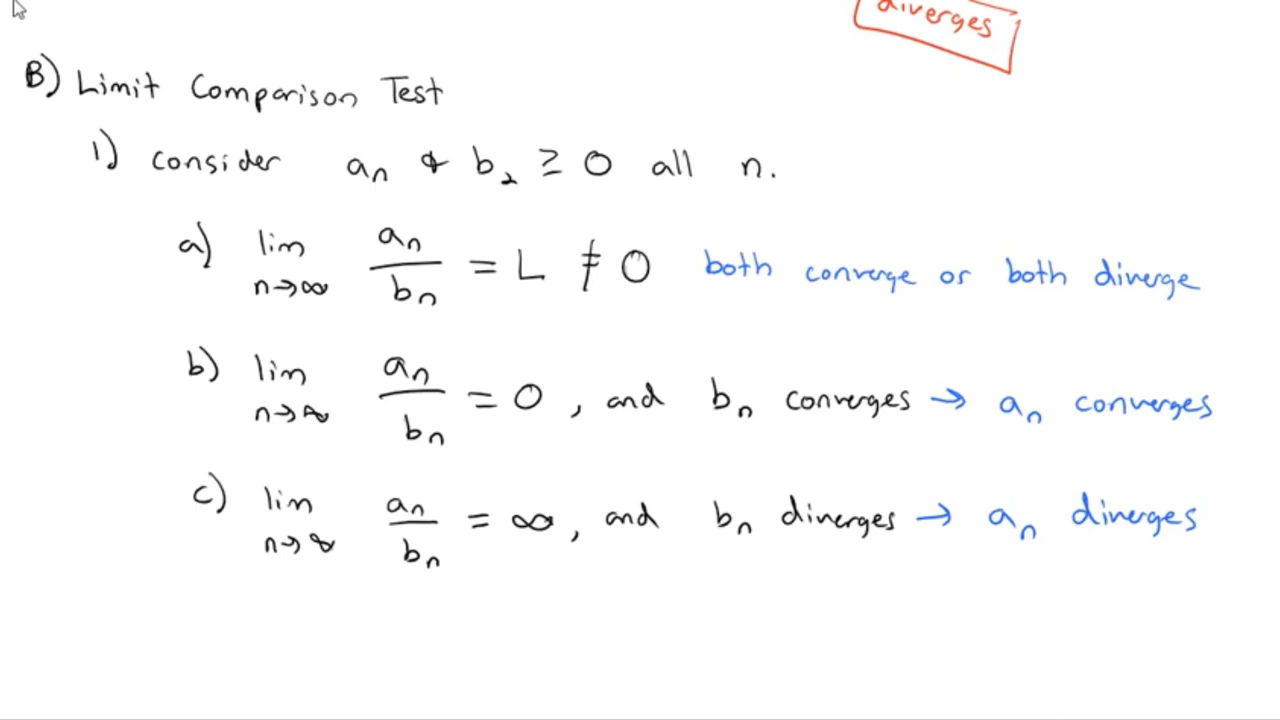 diverges
B) Limit Comparison Test
1) consider aₙ & b₂ ≥ 0 all n.
a) lim n→∞ aₙ/bₙ = L ≠ 0 both converge or both diverge
b) lim n→∞ aₙ/bₙ = 0, and bₙ converges → aₙ converges
c) lim n→∞ aₙ/bₙ = ∞, and bₙ diverges → aₙ diverges